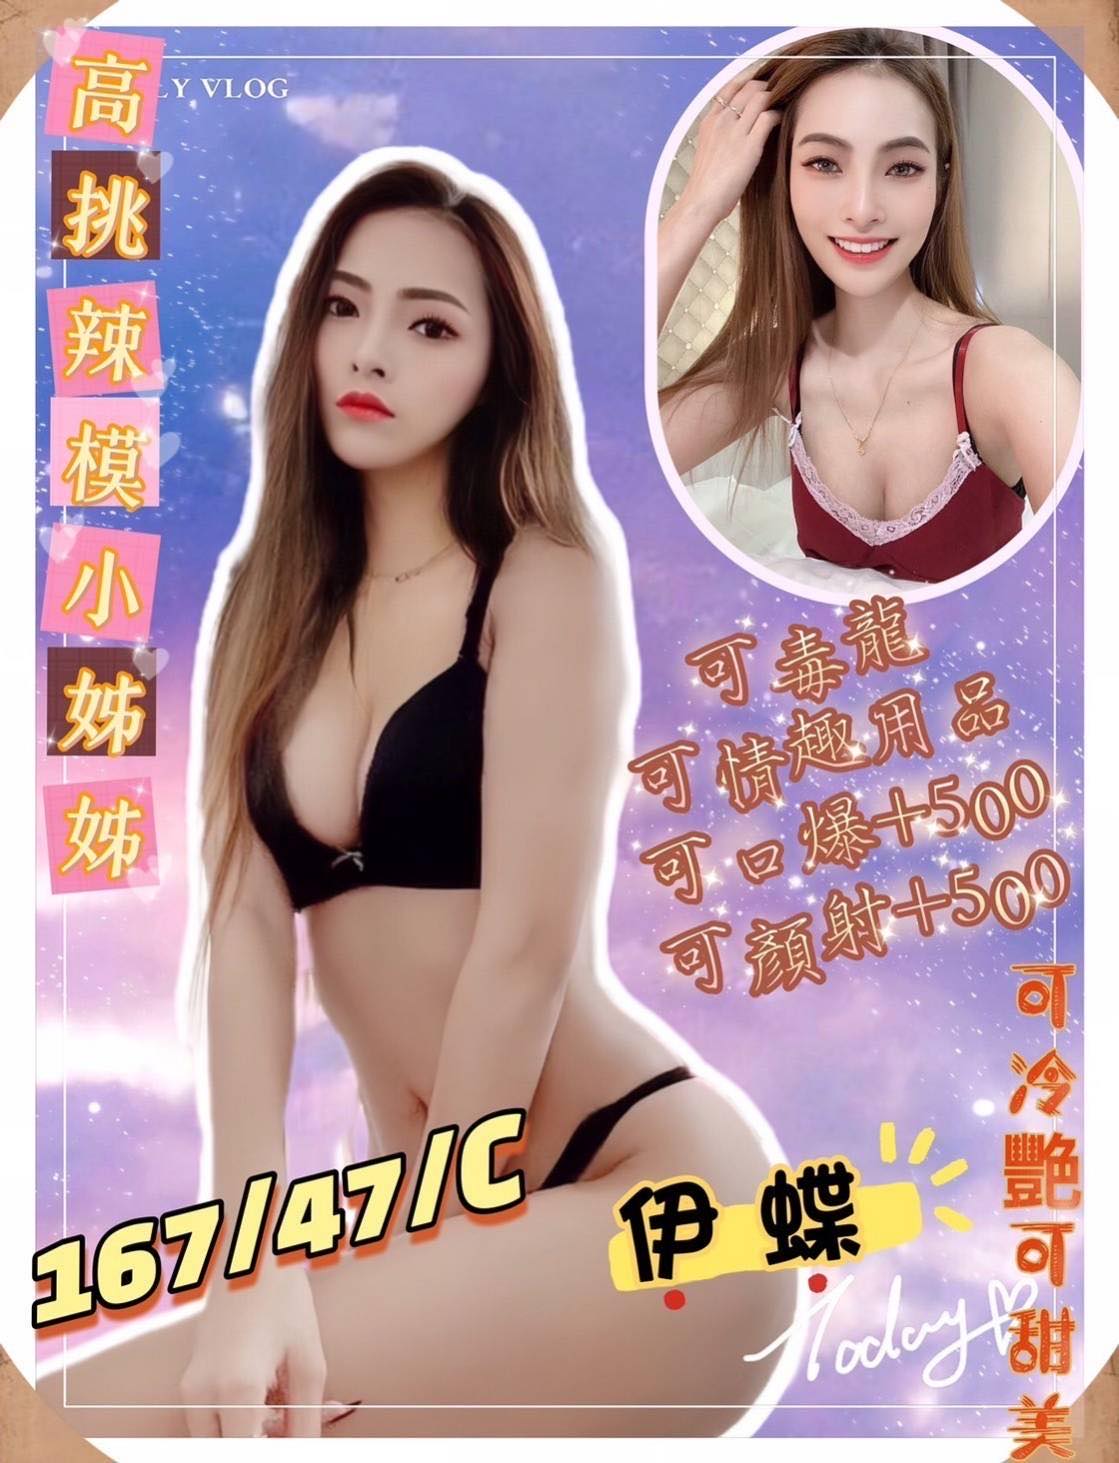 LY VLOG
高挑辣模小姊姊
可毒龍
可情趣用品
可口爆+500
可顏射+500
可冷艷可甜美
167/47/C
伊蝶
Today